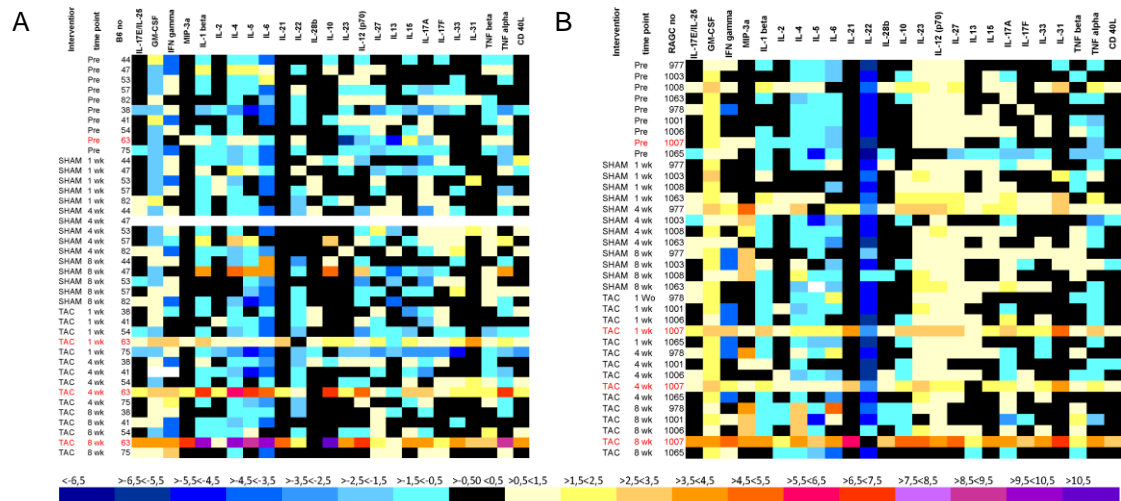 A
Interventior time point B6 no IL-17E/IL-25 GM-CSF IFN gamma MIP-3a IL-1 beta IL-2 IL-4 IL-5 IL-6 IL-21 IL-22 IL-28b IL-10 IL-23 IL-12 (p70) IL-27 IL13 IL15 IL-17A IL-17F IL-33 IL-31 TNF beta TNF alpha CD 40L
Pre 44
Pre 47
Pre 53
Pre 57
Pre 82
Pre 38
Pre 41
Pre 54
Pre 63
Pre 75
SHAM 1 wk 44
SHAM 1 wk 47
SHAM 1 wk 53
SHAM 1 wk 57
SHAM 1 wk 82
SHAM 4 wk 44
SHAM 4 wk 47
SHAM 4 wk 53
SHAM 4 wk 57
SHAM 4 wk 82
SHAM 8 wk 44
SHAM 8 wk 47
SHAM 8 wk 53
SHAM 8 wk 57
SHAM 8 wk 82
TAC 1 wk 38
TAC 1 wk 41
TAC 1 wk 54
TAC 1 wk 63
TAC 1 wk 75
TAC 4 wk 38
TAC 4 wk 41
TAC 4 wk 54
TAC 4 wk 63
TAC 4 wk 75
TAC 8 wk 38
TAC 8 wk 41
TAC 8 wk 54
TAC 8 wk 63
TAC 8 wk 75
B
Interventior time point RAGC no IL-17E/IL-25 GM-CSF IFN gamma MIP-3a IL-1 beta IL-2 IL-4 IL-5 IL-6 IL-21 IL-22 IL-28b IL-10 IL-23 IL-12 (p70) IL-27 IL13 IL15 IL-17A IL-17F IL-33 IL-31 TNF beta TNF alpha CD 40L
Pre 977
Pre 1003
Pre 1008
Pre 1063
Pre 978
Pre 1001
Pre 1006
Pre 1007
Pre 1065
SHAM 1 wk 977
SHAM 1 wk 1003
SHAM 1 wk 1008
SHAM 1 wk 1063
SHAM 4 wk 977
SHAM 4 wk 1003
SHAM 4 wk 1008
SHAM 4 wk 1063
SHAM 8 wk 977
SHAM 8 wk 1003
SHAM 8 wk 1008
SHAM 8 wk 1063
TAC 1 Wo 978
TAC 1 wk 1001
TAC 1 wk 1006
TAC 1 wk 1007
TAC 1 wk 1065
TAC 4 wk 978
TAC 4 wk 1001
TAC 4 wk 1006
TAC 4 wk 1007
TAC 4 wk 1065
TAC 8 wk 978
TAC 8 wk 1001
TAC 8 wk 1006
TAC 8 wk 1007
TAC 8 wk 1065
<-6,5 >-6,5<-5,5 >-5,5<-4,5 >-4,5<-3,5 >-3,5<-2,5 >-2,5<-1,5 >-1,5<-0,5 >-0,50 <0,5 >0,5<1,5 >1,5<2,5 >2,5<3,5 >3,5<4,5 >4,5<5,5 >5,5<6,5 >6,5<7,5 >7,5<8,5 >8,5<9,5 >9,5<10,5 >10,5